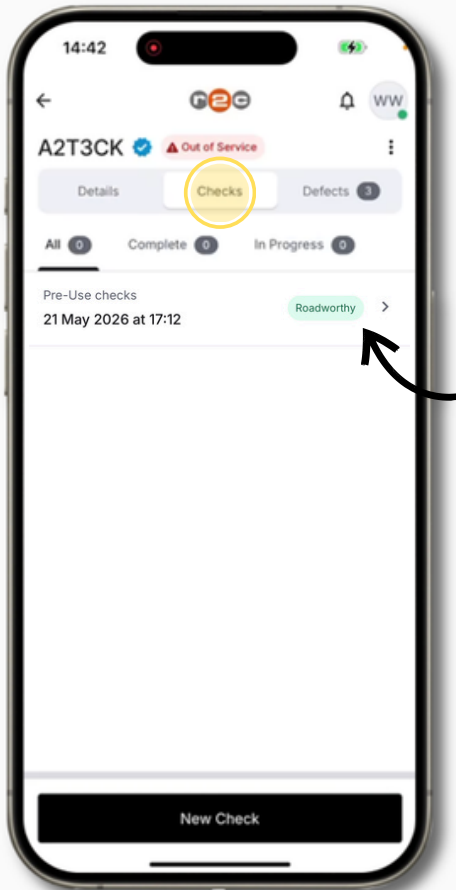 14:42
r2c
WW
A2T3CK
Out of Service
Details Checks Defects 3
All 0 Complete 0 In Progress 0
Pre-Use checks
21 May 2026 at 17:12
Roadworthy
New Check